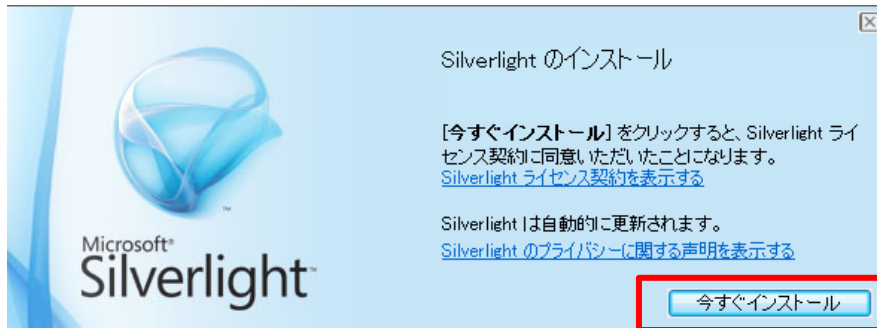 Silverlight のインストール
[今すぐインストール] をクリックすると、Silverlight ライ
センス契約に同意いただいたことになります。
Silverlight ライセンス契約を表示する
Silverlight は自動的に更新されます。
Silverlight のプライバシーに関する声明を表示する
Microsoft®
Silverlight™
今すぐインストール